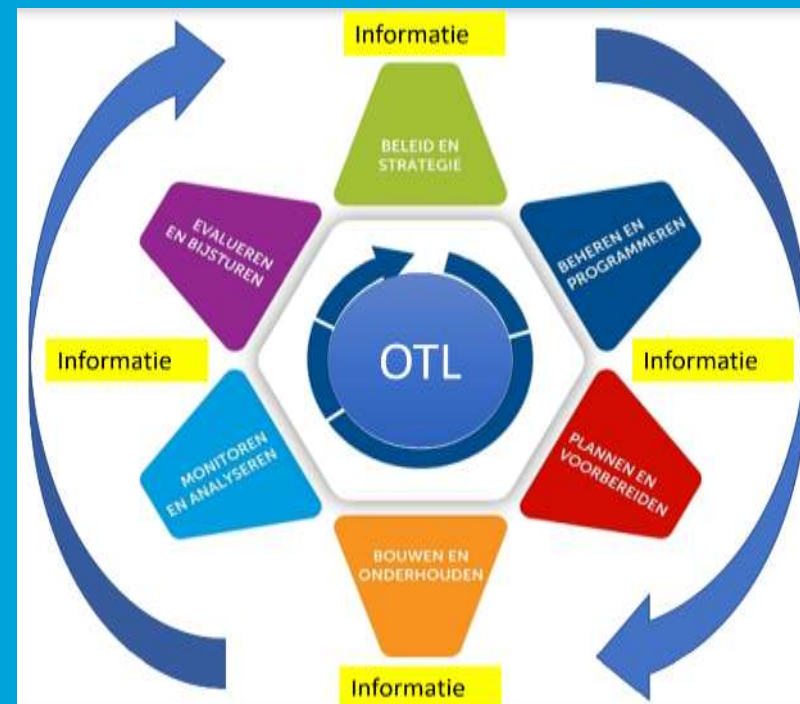 Informatie
BELEID EN
STRATEGIE
EVALUEREN
EN BIJSTUREN
BEHEREN EN
PROGRAMMEREN
Informatie
OTL
Informatie
MONITOREN
EN ANALYSEREN
PLANNEN EN
VOORBEREIDEN
BOUWEN EN
ONDERHOUDEN
Informatie